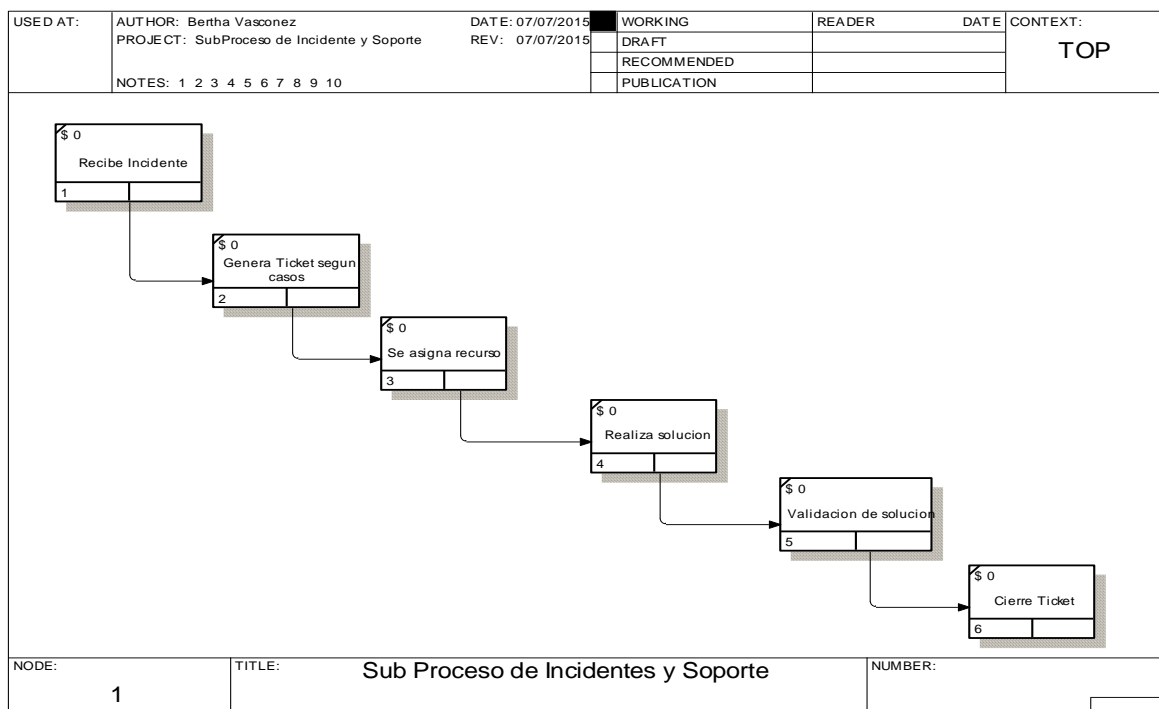 USED AT:
AUTHOR: Bertha Vasconez
DATE: 07/07/2015
PROJECT: SubProceso de Incidente y Soporte
REV: 07/07/2015
NOTES: 1 2 3 4 5 6 7 8 9 10
WORKING
DRAFT
RECOMMENDED
PUBLICATION
READER
DATE
CONTEXT:
TOP
$ 0
Recibe Incidente
1
$ 0
Genera Ticket segun
casos
2
$ 0
Se asigna recurso
3
$ 0
Realiza solucion
4
$ 0
Validacion de solucion
5
$ 0
Cierre Ticket
6
NODE:
1
TITLE:
Sub Proceso de Incidentes y Soporte
NUMBER: